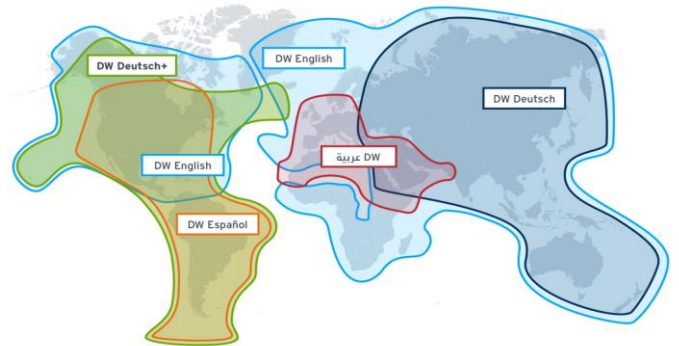 DW Deutsch+
DW English
DW Deutsch
DW عربية
DW English
DW Español